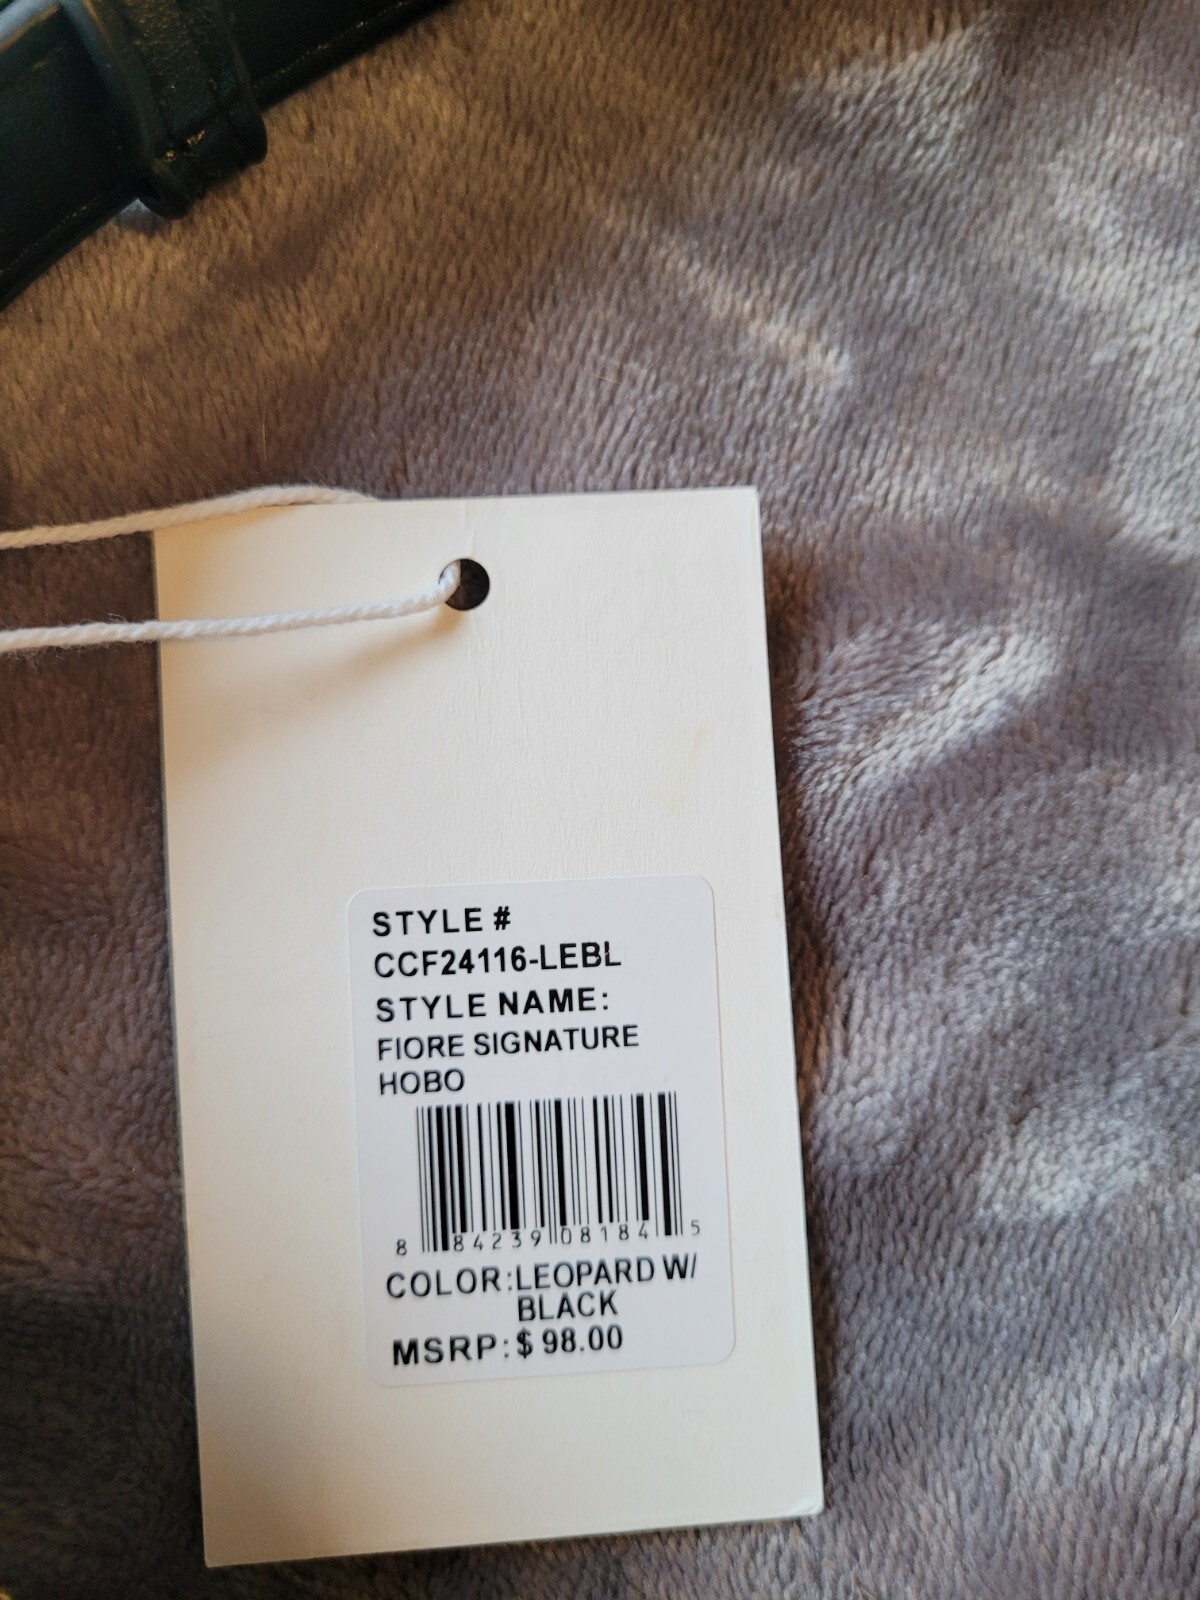 STYLE #
CCF24116-LEBL
STYLE NAME:
FIORE SIGNATURE
HOBO
8 84239 08184 5
COLOR:LEOPARD W/
BLACK
MSRP:$ 98.00